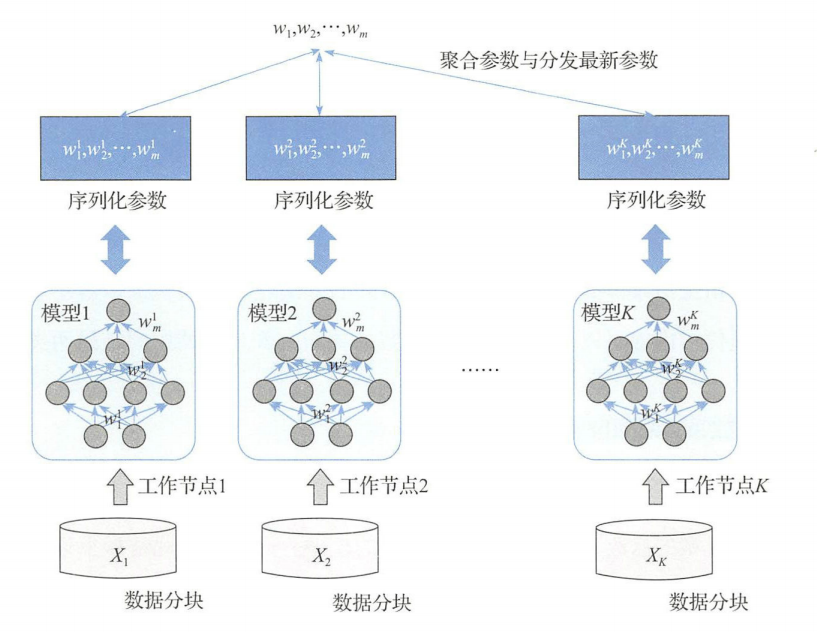 w₁,w₂,···,wₘ
聚合参数与分发最新参数
w₁¹,w₂¹,···,wₘ¹
w₁²,w₂²,···,wₘ²
w₁ᴷ,w₂ᴷ,···,wₘᴷ
序列化参数
序列化参数
序列化参数
模型1
wₘ¹
w₂¹
w₁¹
模型2
wₘ²
w₂²
w₁²
······
模型K
wₘᴷ
w₂ᴷ
w₁ᴷ
工作节点1
工作节点2
工作节点K
X₁
X₂
X_K
数据分块
数据分块
数据分块